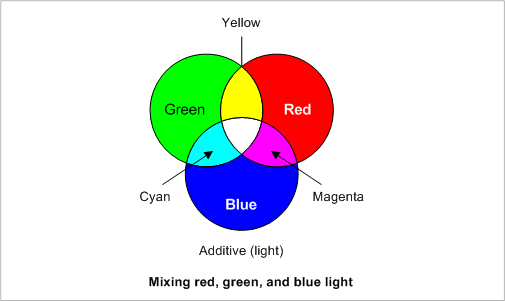 Yellow
Green
Red
Cyan
Blue
Magenta
Additive (light)
Mixing red, green, and blue light